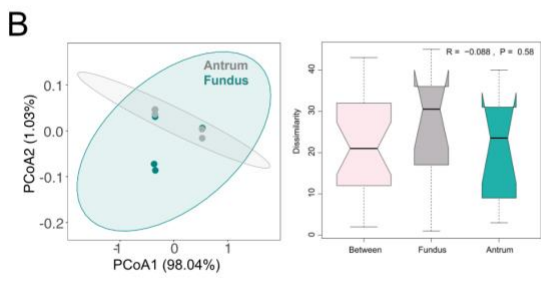 B
Antrum
Fundus
0.1
0.0
-0.1
-0.2
PCoA2 (1.03%)
-1 0 1
PCoA1 (98.04%)
R = −0.088 , P = 0.58
40
30
20
10
0
Dissimilarity
Between Fundus Antrum